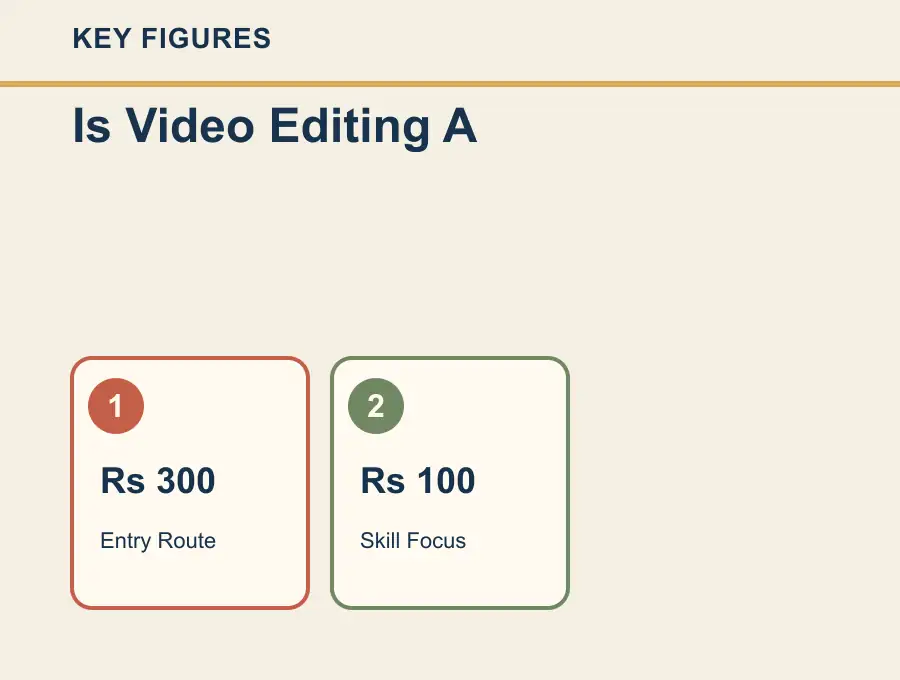 KEY FIGURES
Is Video Editing A
1
Rs 300
Entry Route
2
Rs 100
Skill Focus